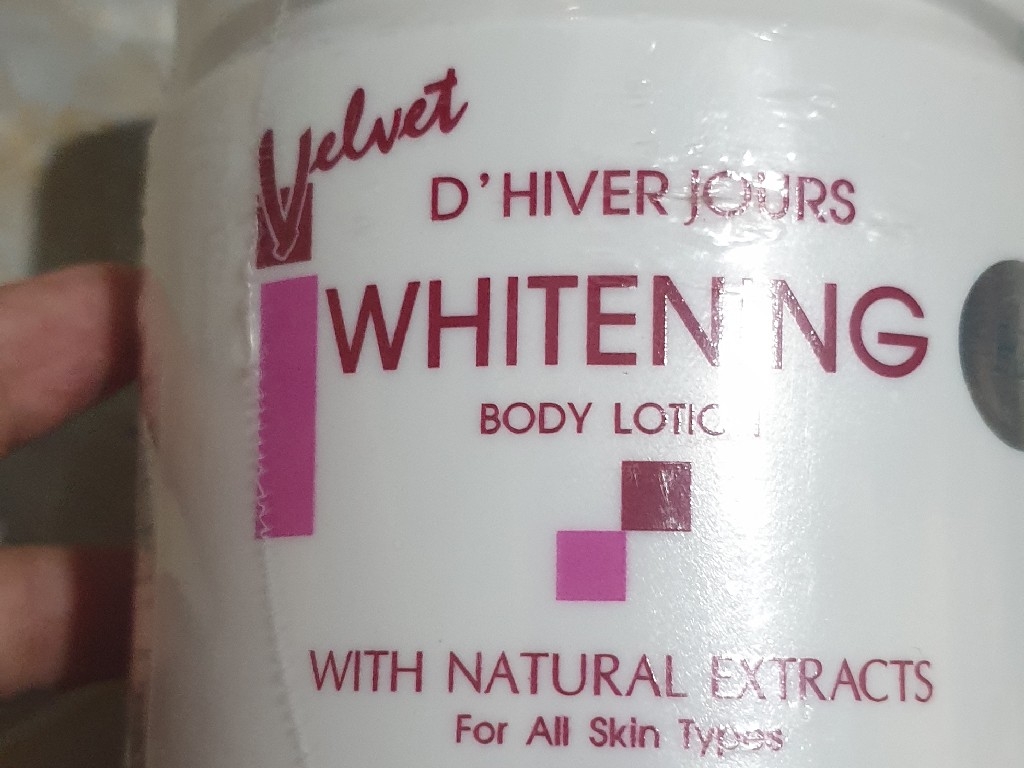 Velvet
D'HIVER JOURS
WHITENING
BODY LOTION
WITH NATURAL EXTRACTS
For All Skin Types